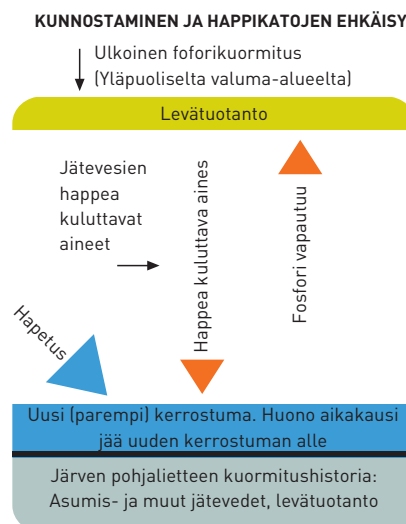 KUNNOSTAMINEN JA HAPPIKATOJEN EHKÄISY
Ulkoinen foforikuormitus
(Yläpuoliselta valuma-alueelta)
Levätuotanto
Jätevesien
happea
kuluttavat
aineet
Happea kuluttava aines
Fosfori vapautuu
Hapetus
Uusi (parempi) kerrostuma. Huono aikakausi
jää uuden kerrostuman alle
Järven pohjalietteen kuormitushistoria:
Asumis- ja muut jätevedet, levätuotanto